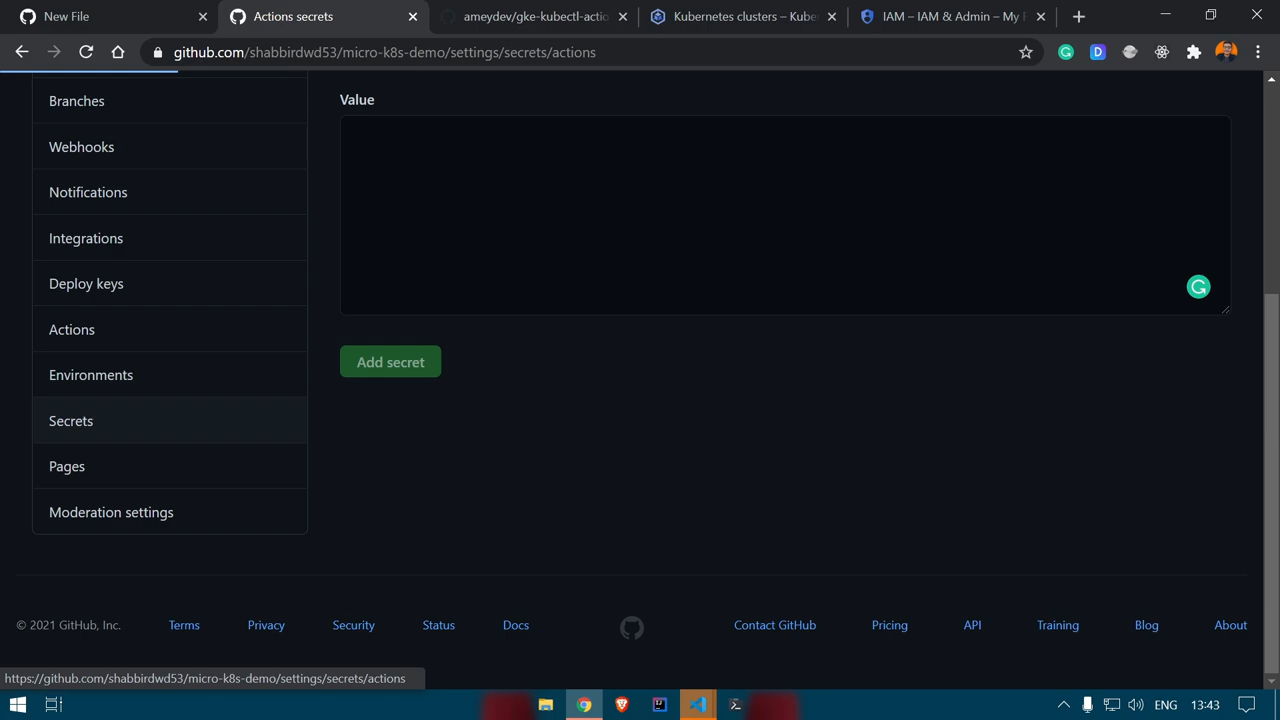 New File
Actions secrets
ameydev/gke-kubectl-actio
Kubernetes clusters – Kube
IAM – IAM & Admin – My F
github.com/shabbirdwd53/micro-k8s-demo/settings/secrets/actions
Branches
Webhooks
Notifications
Integrations
Deploy keys
Actions
Environments
Secrets
Pages
Moderation settings
Value
Add secret
© 2021 GitHub, Inc.
Terms
Privacy
Security
Status
Docs
Contact GitHub
Pricing
API
Training
Blog
About
https://github.com/shabbirdwd53/micro-k8s-demo/settings/secrets/actions
ENG
13:43